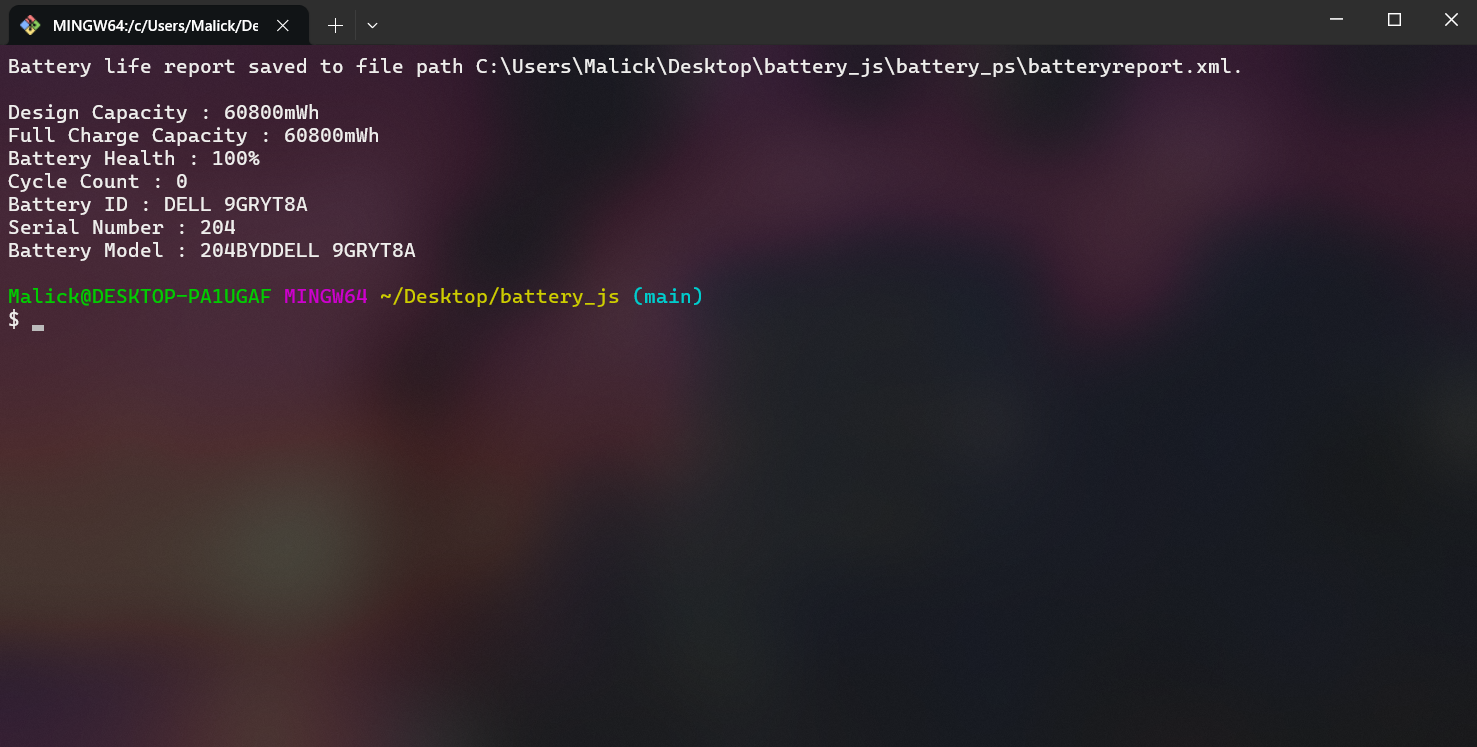 MINGW64:/c/Users/Malick/De
Battery life report saved to file path C:\Users\Malick\Desktop\battery_js\battery_ps\batteryreport.xml.
Design Capacity : 60800mWh
Full Charge Capacity : 60800mWh
Battery Health : 100%
Cycle Count : 0
Battery ID : DELL 9GRYT8A
Serial Number : 204
Battery Model : 204BYDDELL 9GRYT8A
Malick@DESKTOP-PA1UGAF MINGW64 ~/Desktop/battery_js (main)
$